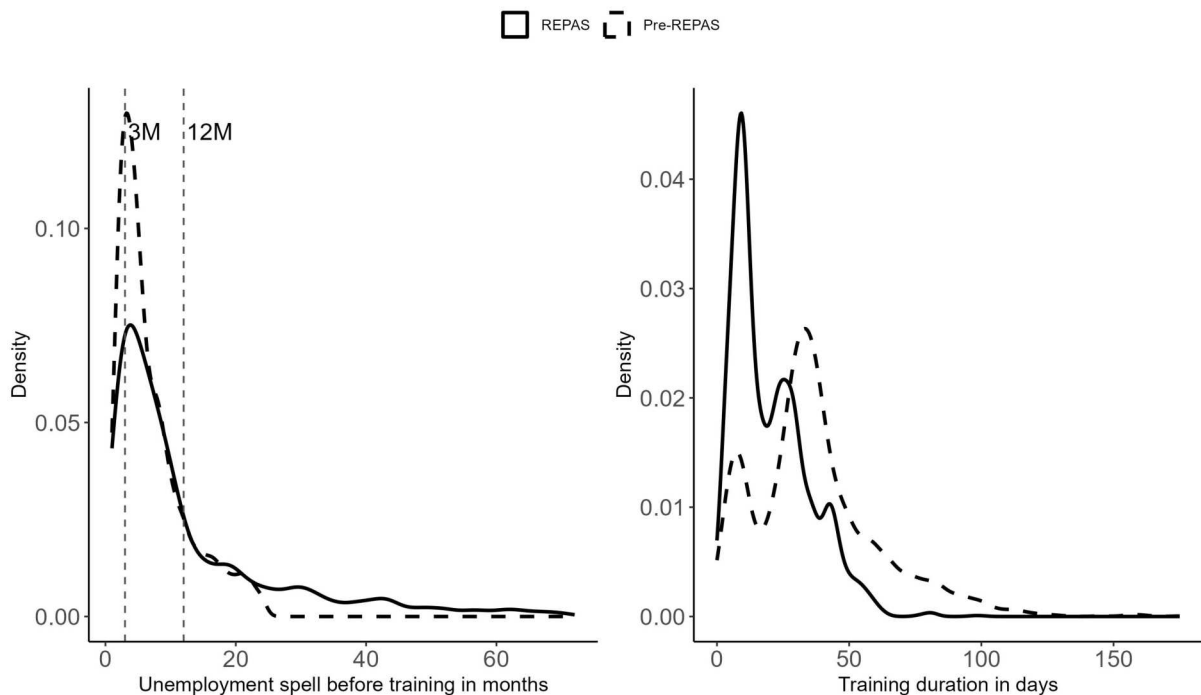 REPAS Pre-REPAS
Density
0.10
0.05
0.00
3M 12M
0 20 40 60
Unemployment spell before training in months
Density
0.04
0.03
0.02
0.01
0.00
0 50 100 150
Training duration in days